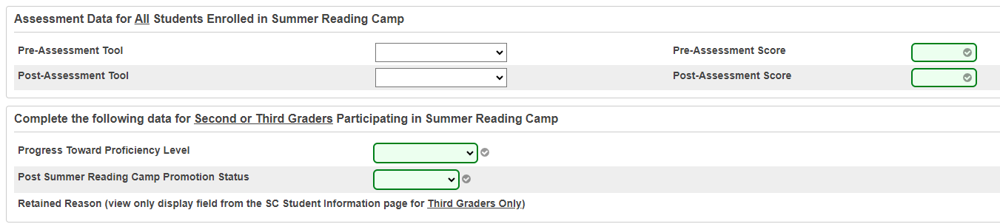 Assessment Data for All Students Enrolled in Summer Reading Camp
Pre-Assessment Tool Pre-Assessment Score
Post-Assessment Tool Post-Assessment Score
Complete the following data for Second or Third Graders Participating in Summer Reading Camp
Progress Toward Proficiency Level
Post Summer Reading Camp Promotion Status
Retained Reason (view only display field from the SC Student Information page for Third Graders Only)